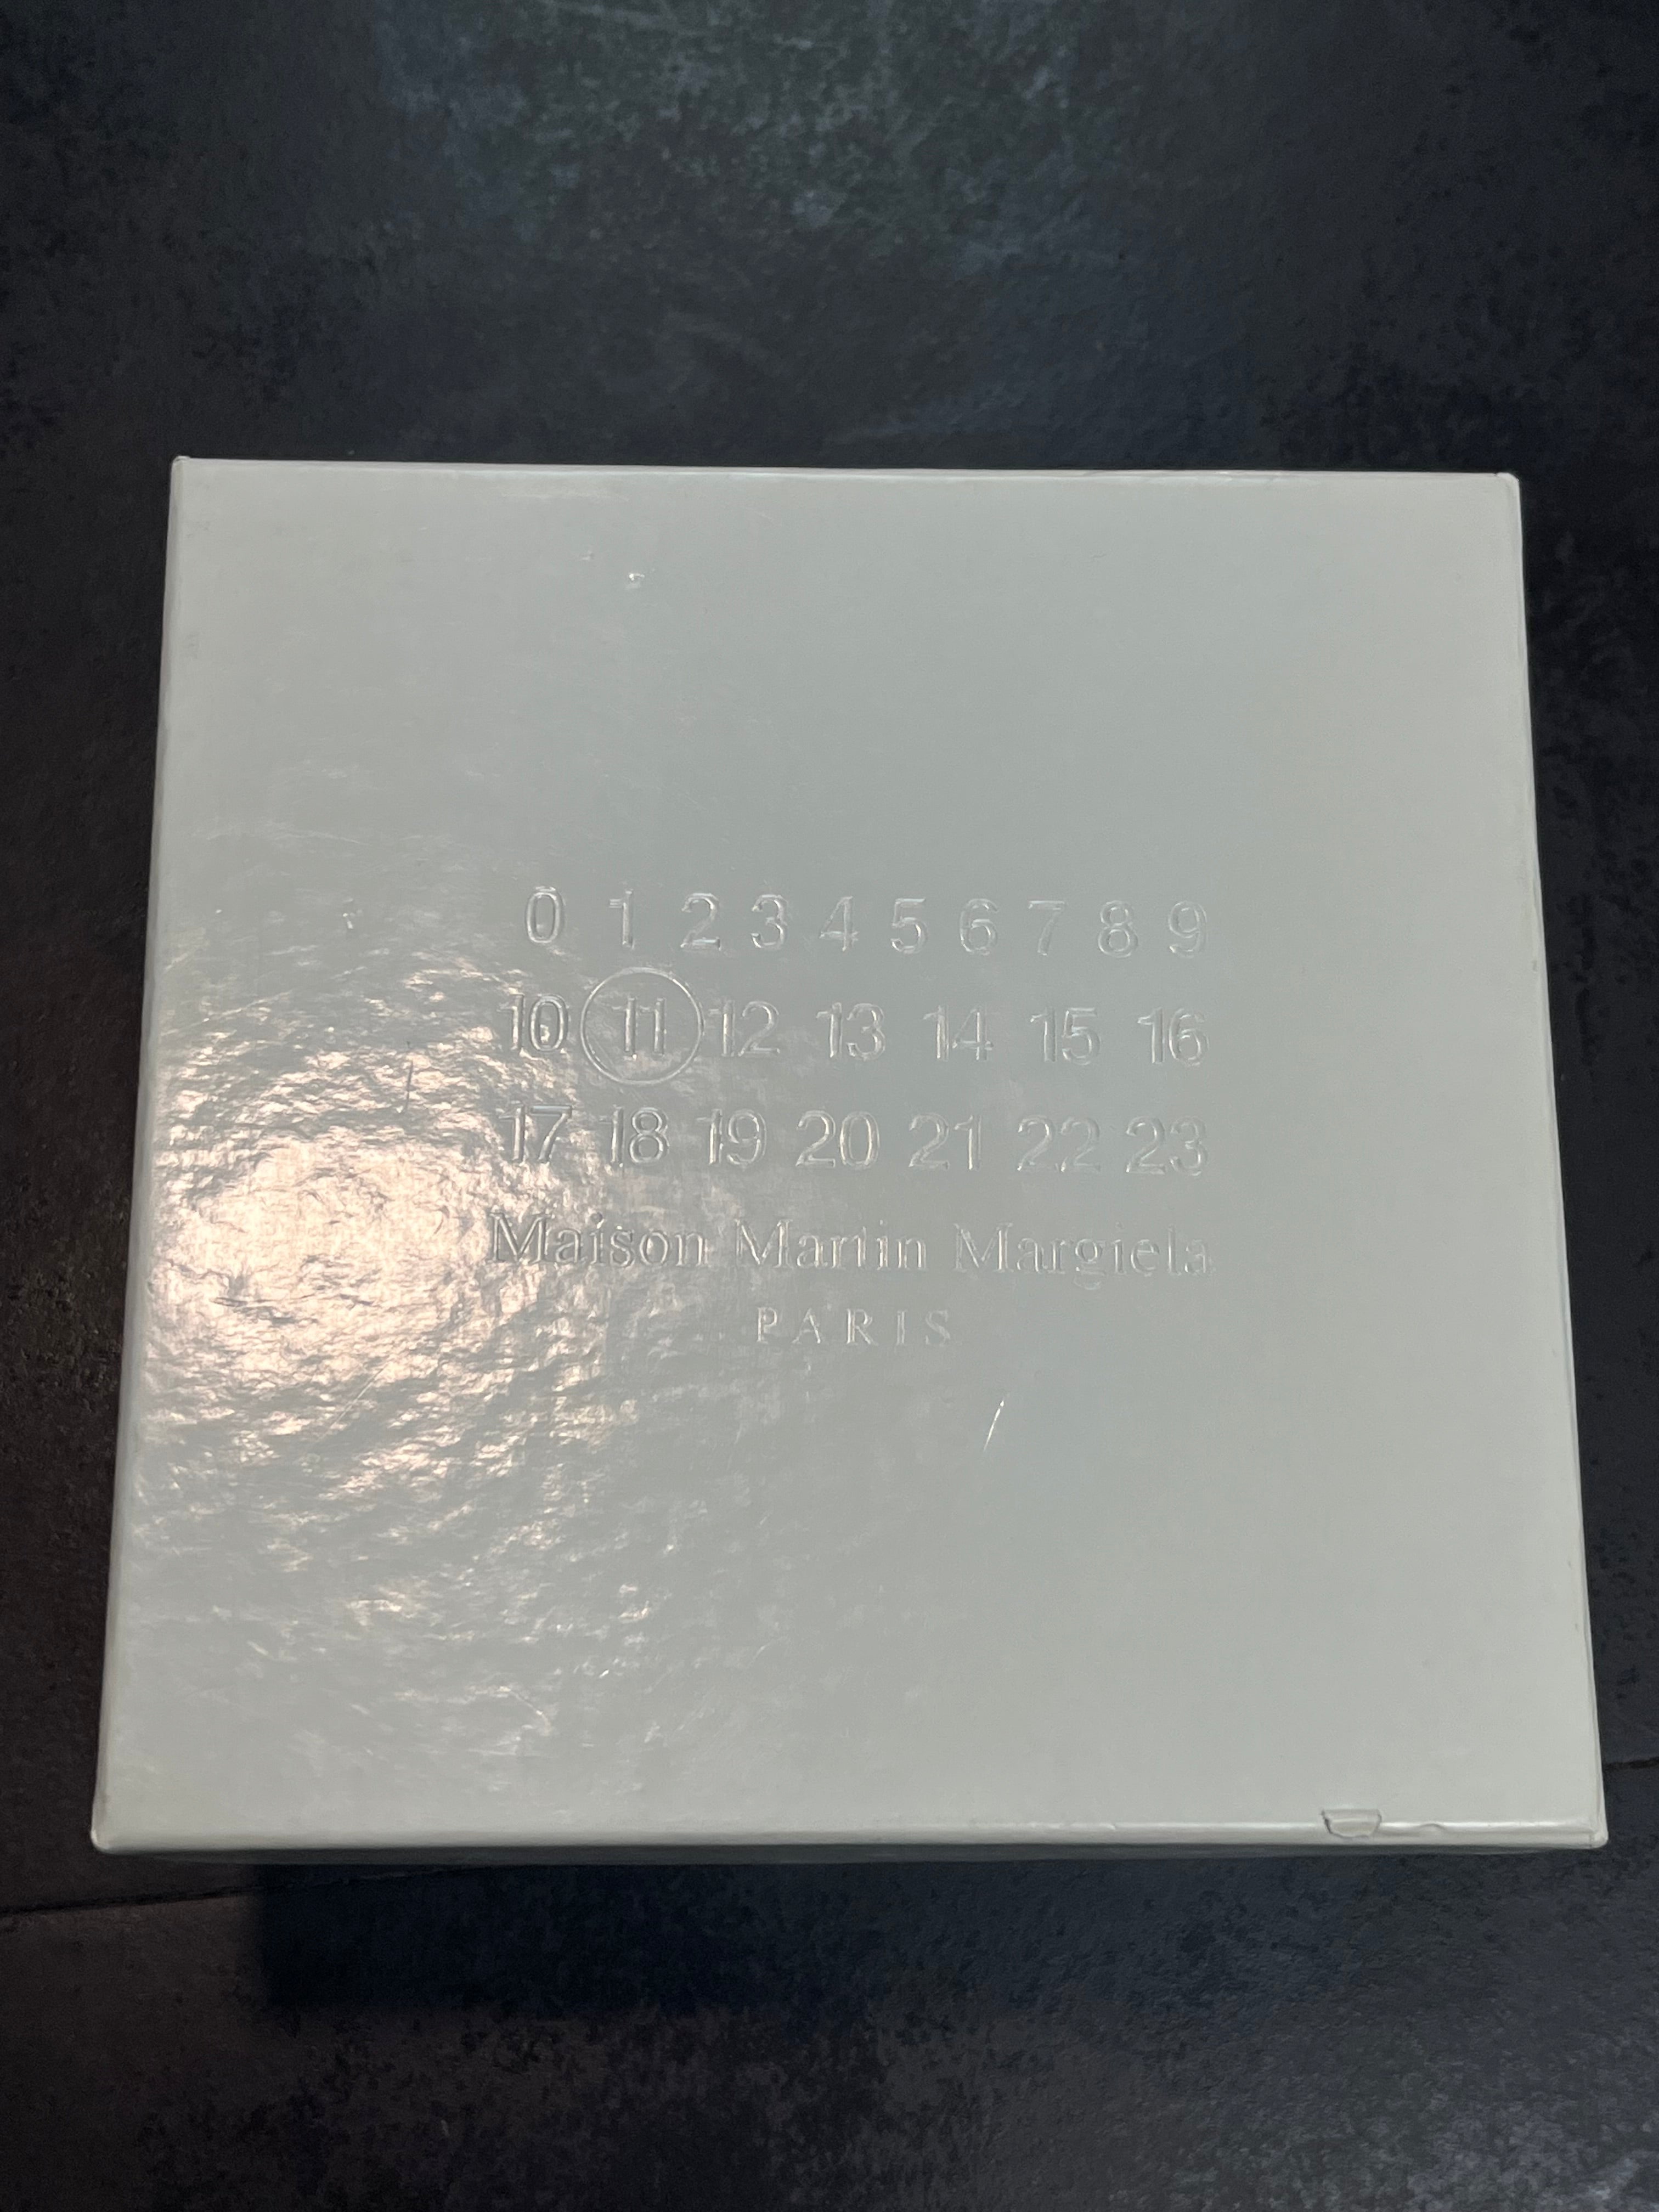 0 1 2 3 4 5 6 7 8 9
10 11 12 13 14 15 16
17 18 19 20 21 22 23
Maison Martin Margiela
PARIS